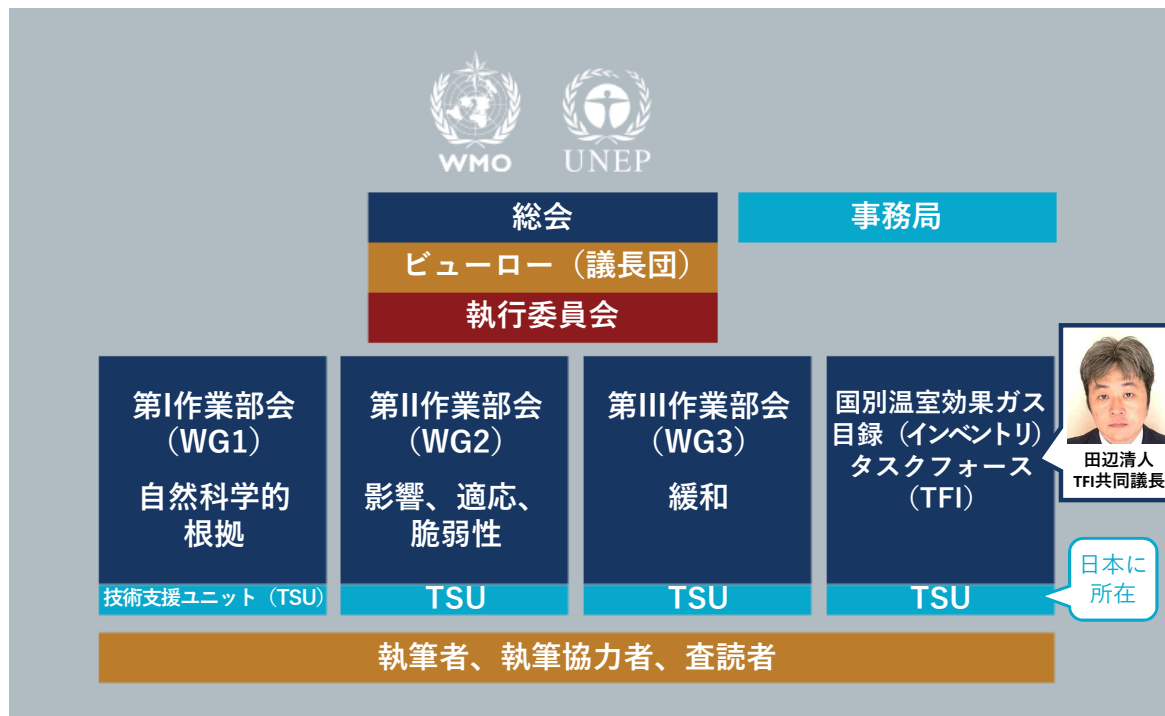 WMO
UNEP
総会
事務局
ビューロー（議長団）
執行委員会
第I作業部会
（WG1）
自然科学的
根拠
第II作業部会
（WG2）
影響、適応、
脆弱性
第III作業部会
（WG3）
緩和
国別温室効果ガス
目録（インベントリ）
タスクフォース
（TFI）
田辺清人
TFI共同議長
技術支援ユニット（TSU）
TSU
TSU
TSU
日本に
所在
執筆者、執筆協力者、査読者